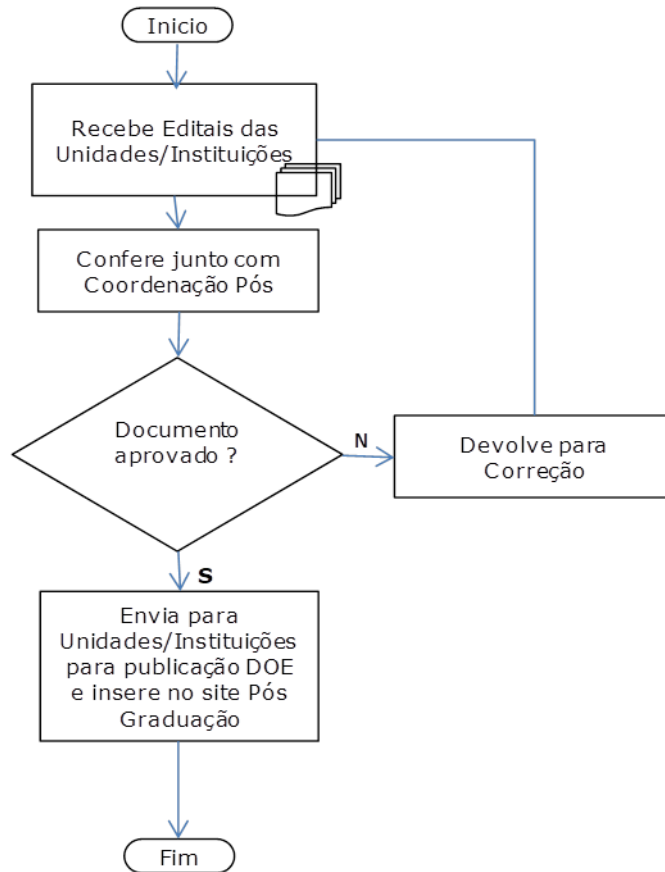 Inicio
Recebe Editais das
Unidades/Instituições
Confere junto com
Coordenação Pós
Documento
aprovado ?
N
Devolve para
Correção
S
Envia para
Unidades/Instituições
para publicação DOE
e insere no site Pós
Graduação
Fim